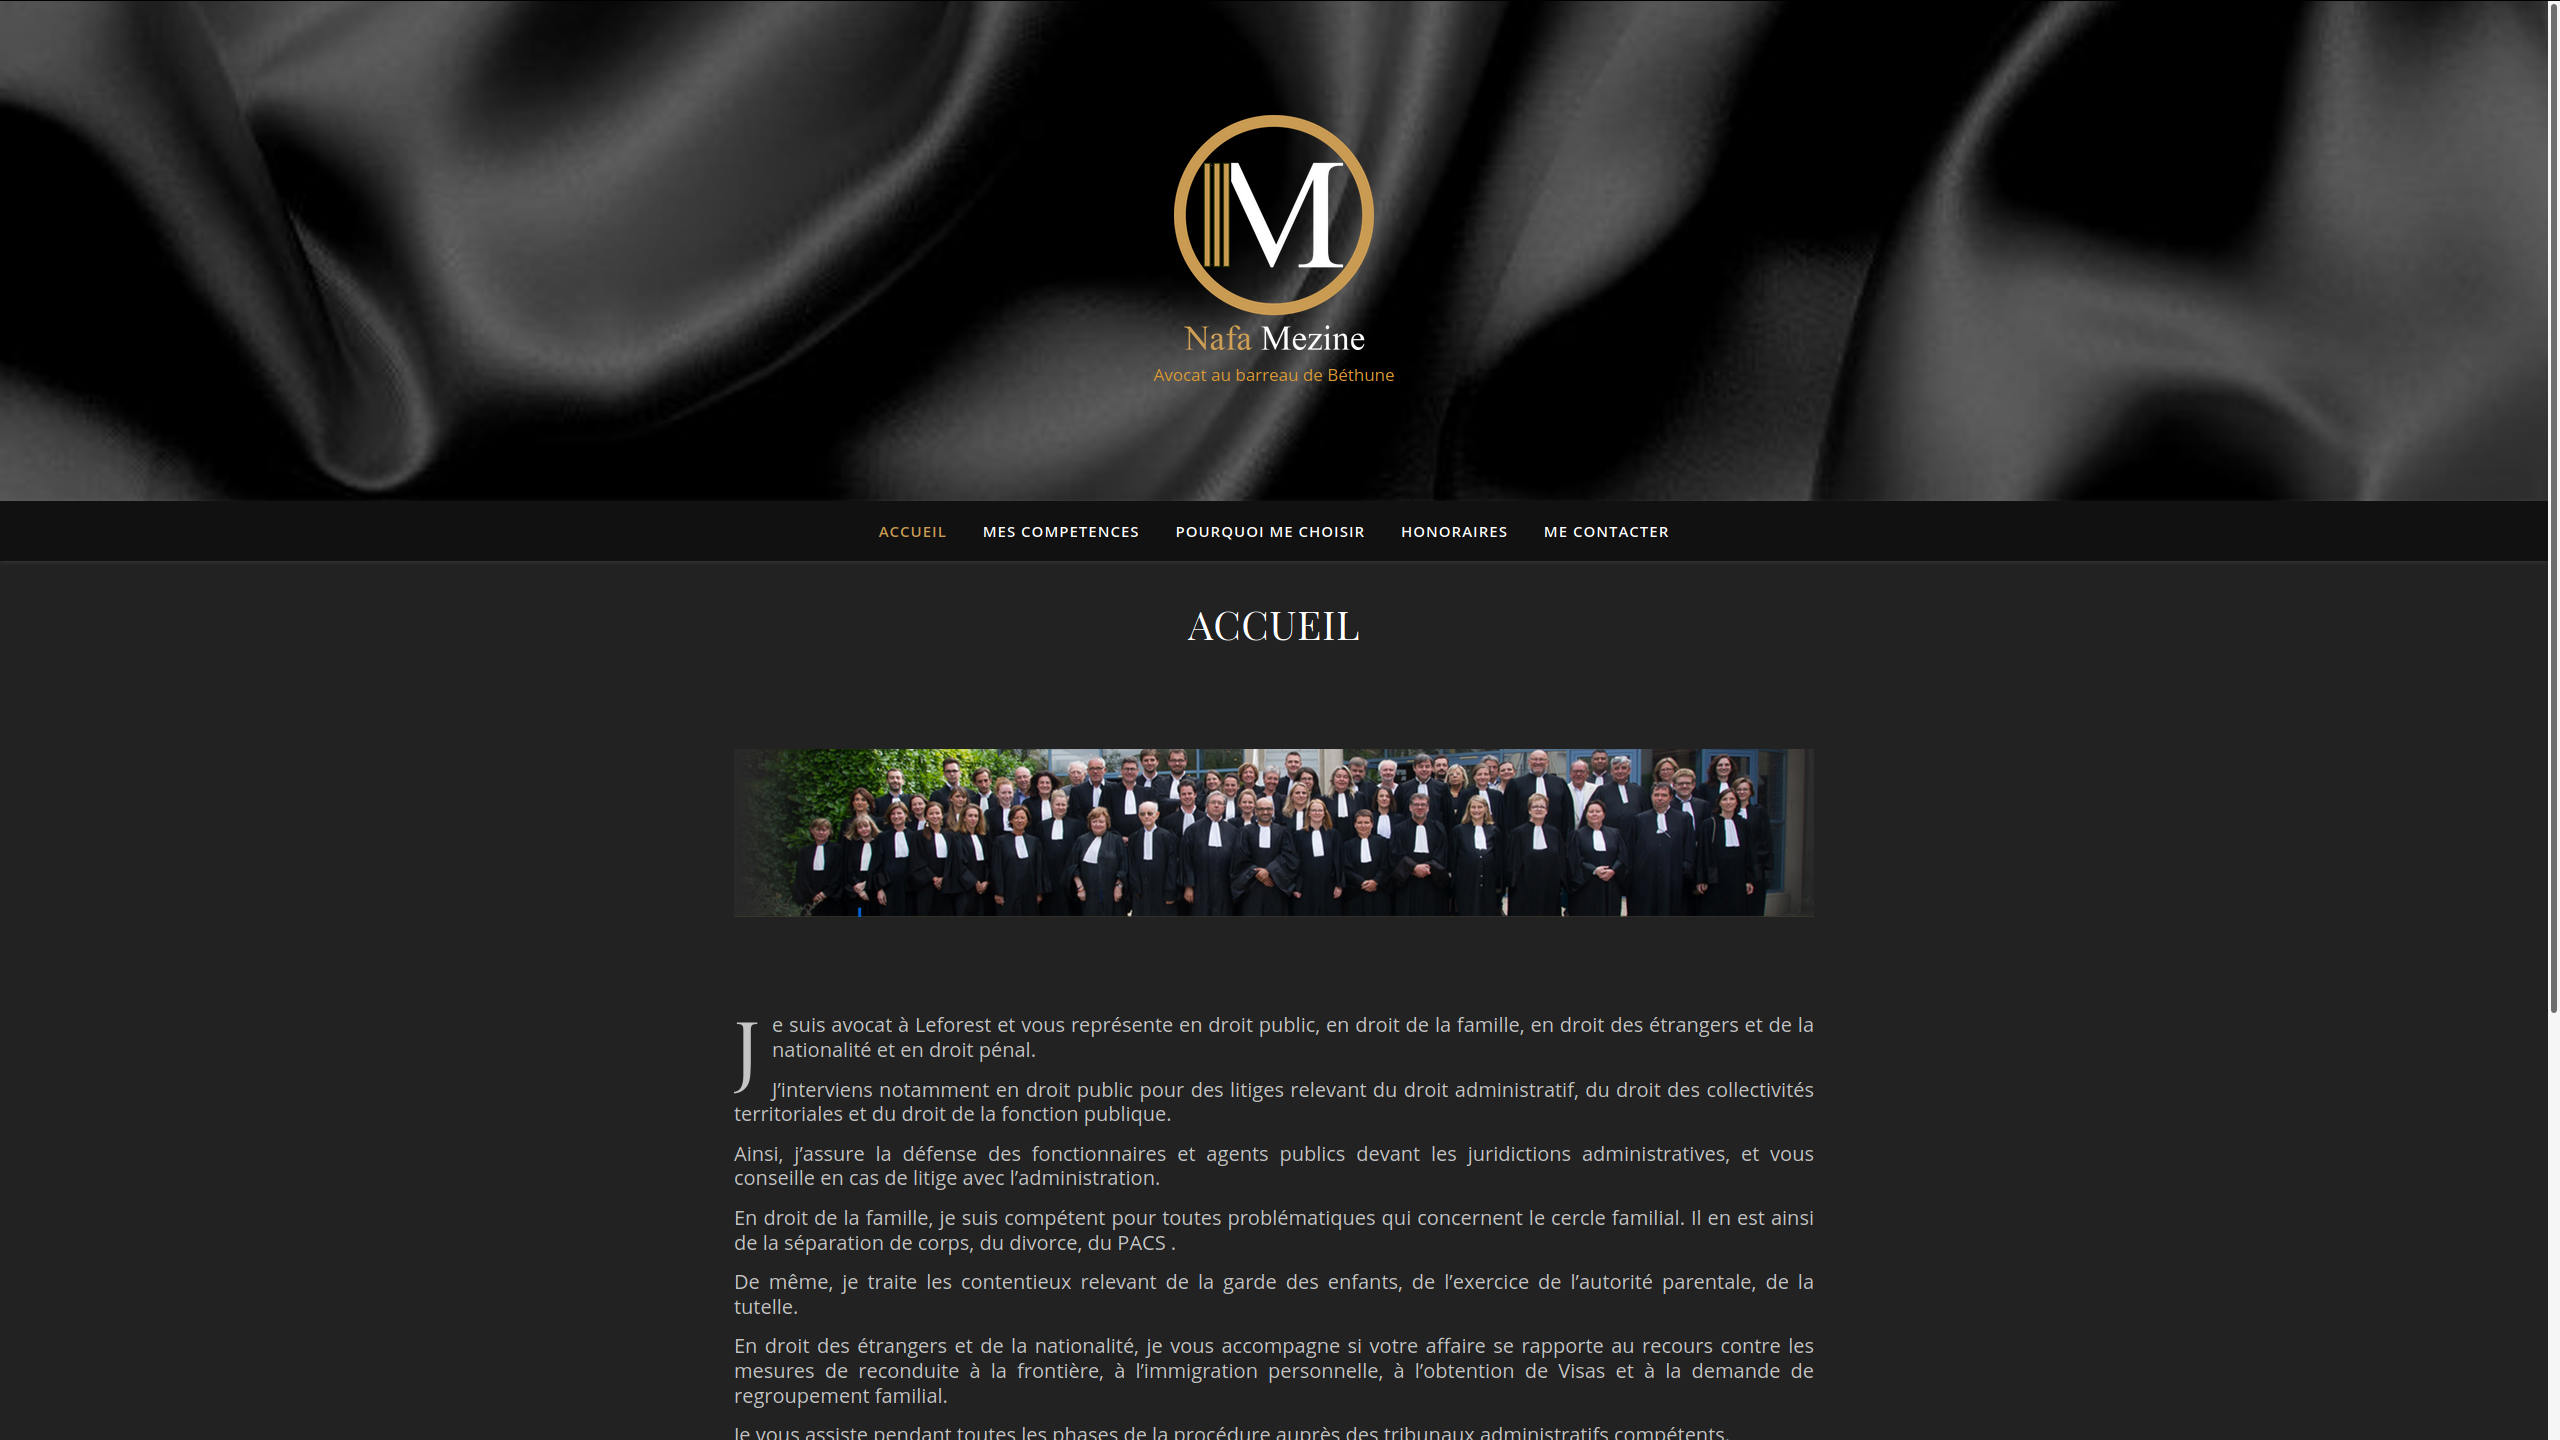 M
Nafa Mezine
Avocat au barreau de Béthune
ACCUEIL
MES COMPETENCES
POURQUOI ME CHOISIR
HONORAIRES
ME CONTACTER
ACCUEIL
Je suis avocat à Leforest et vous représente en droit public, en droit de la famille, en droit des étrangers et de la
nationalité et en droit pénal.
J’interviens notamment en droit public pour des litiges relevant du droit administratif, du droit des collectivités
territoriales et du droit de la fonction publique.
Ainsi, j’assure la défense des fonctionnaires et agents publics devant les juridictions administratives, et vous
conseille en cas de litige avec l’administration.
En droit de la famille, je suis compétent pour toutes problématiques qui concernent le cercle familial. Il en est ainsi
de la séparation de corps, du divorce, du PACS .
De même, je traite les contentieux relevant de la garde des enfants, de l’exercice de l’autorité parentale, de la
tutelle.
En droit des étrangers et de la nationalité, je vous accompagne si votre affaire se rapporte au recours contre les
mesures de reconduite à la frontière, à l’immigration personnelle, à l’obtention de Visas et à la demande de
regroupement familial.
Je vous assiste pendant toutes les phases de la procédure auprès des tribunaux administratifs compétents.